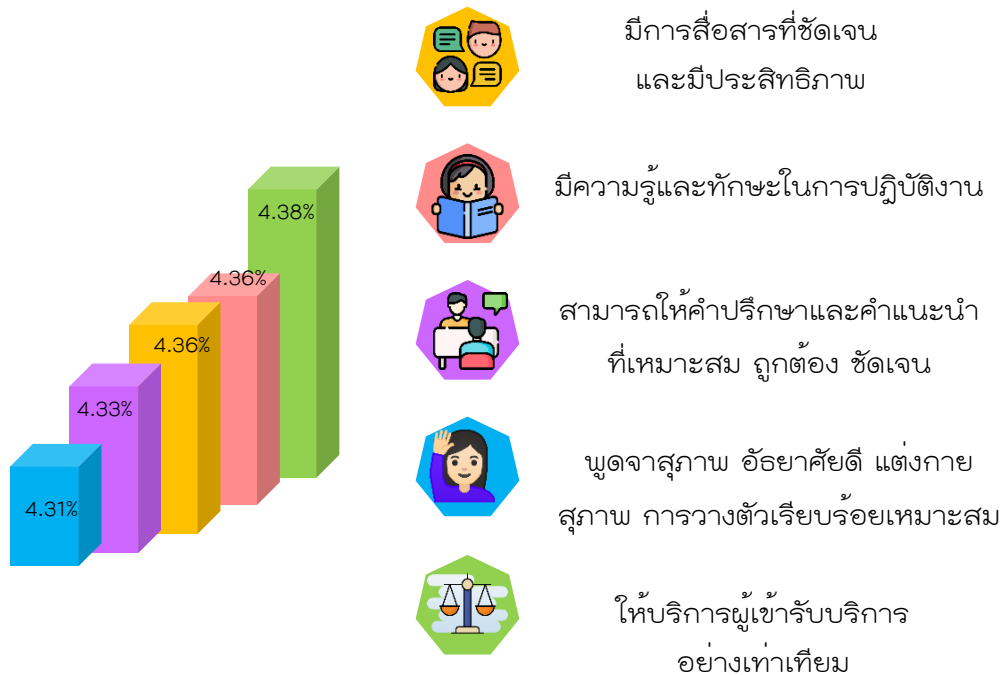 มีการสื่อสารที่ชัดเจน
และมีประสิทธิภาพ
มีความรู้และทักษะในการปฏิบัติงาน
สามารถให้คำปรึกษาและคำแนะนำ
ที่เหมาะสม ถูกต้อง ชัดเจน
พูดจาสุภาพ อัธยาศัยดี แต่งกาย
สุภาพ การวางตัวเรียบร้อยเหมาะสม
ให้บริการผู้เข้ารับบริการ
อย่างเท่าเทียม
4.38%
4.36%
4.36%
4.33%
4.31%